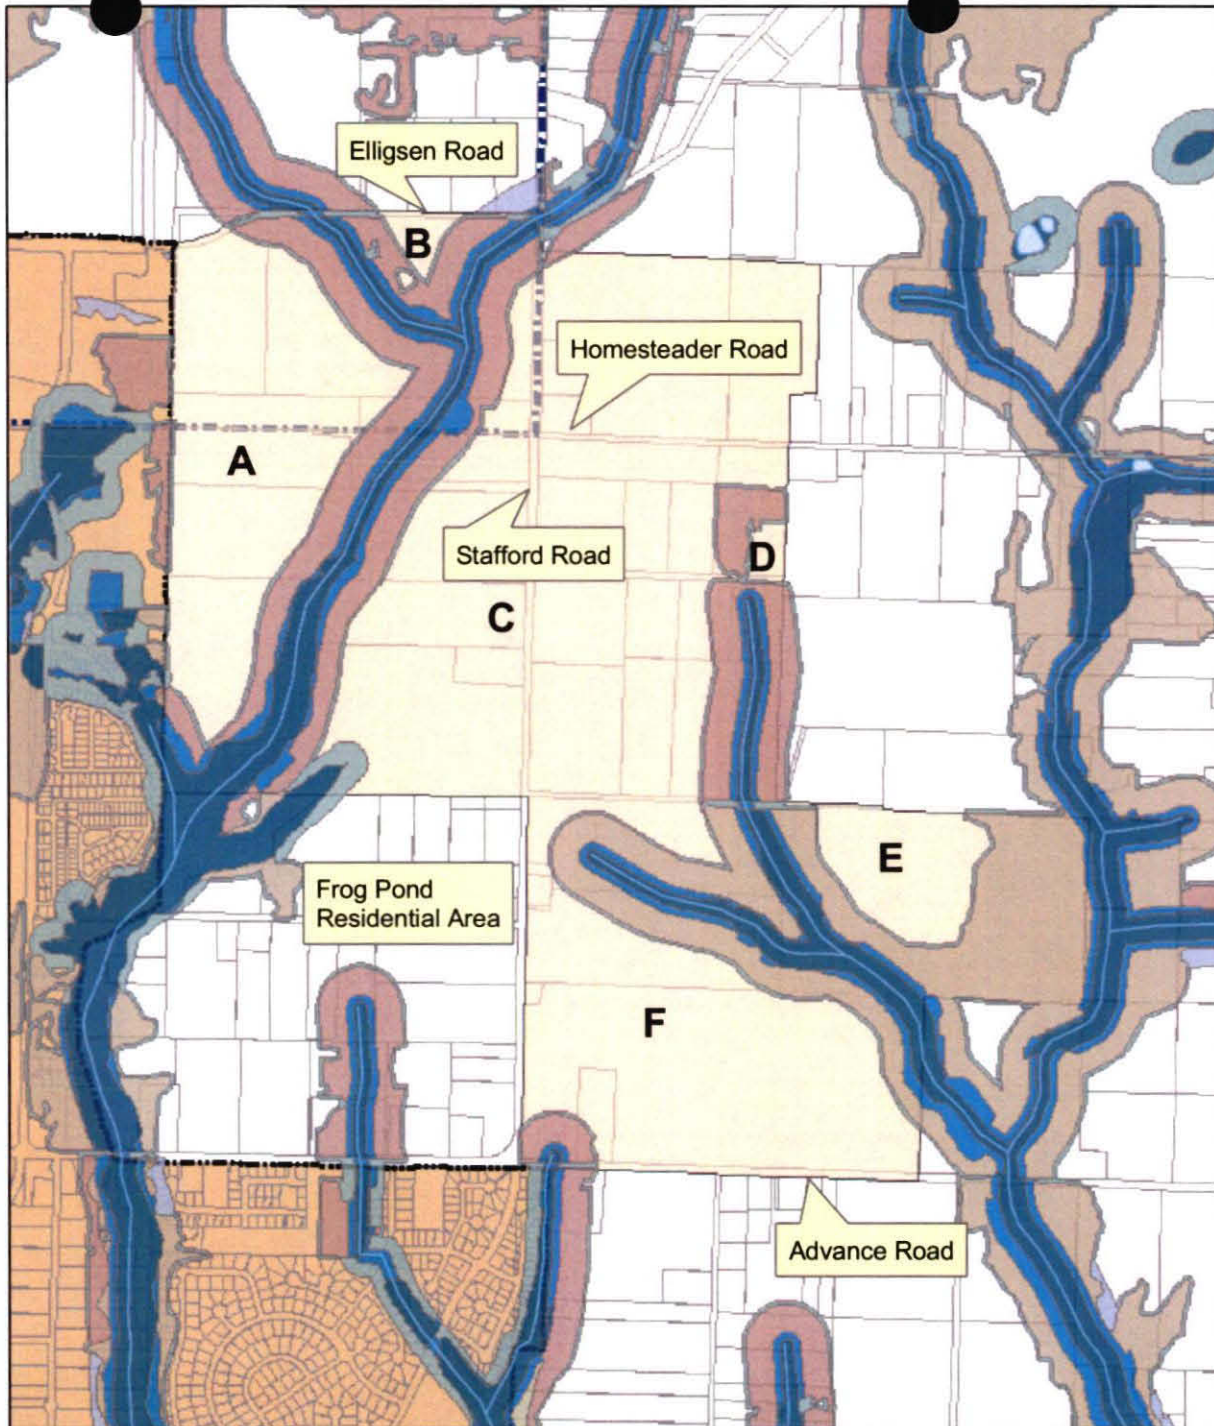 Elligsen Road
B
Homesteader Road
A
Stafford Road
D
C
E
Frog Pond
Residential Area
F
Advance Road